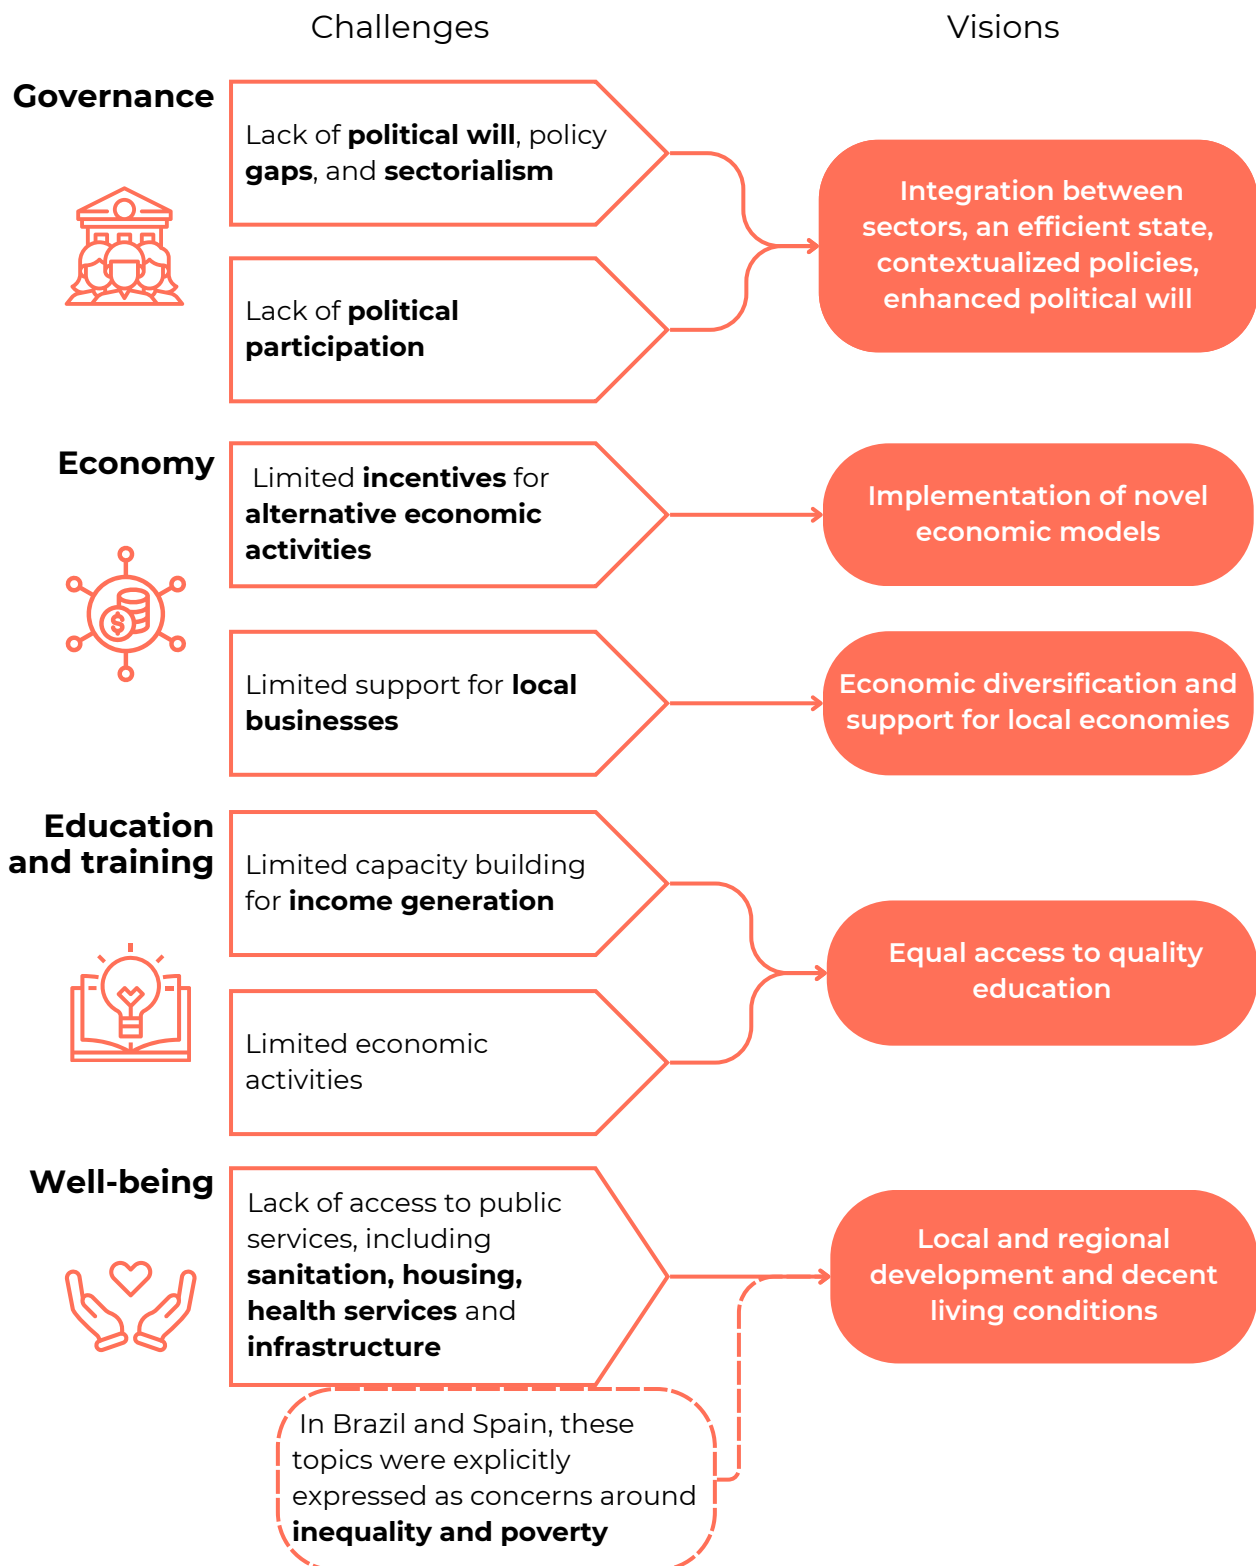 Challenges
Visions
Governance
Lack of political will, policy
gaps, and sectorialism
Lack of political
participation
Integration between
sectors, an efficient state,
contextualized policies,
enhanced political will
Economy
Limited incentives for
alternative economic
activities
Implementation of novel
economic models
$
Limited support for local
businesses
Economic diversification and
support for local economies
Education
and training
Limited capacity building
for income generation
Limited economic
activities
Equal access to quality
education
Well-being
Lack of access to public
services, including
sanitation, housing,
health services and
infrastructure
Local and regional
development and decent
living conditions
In Brazil and Spain, these
topics were explicitly
expressed as concerns around
inequality and poverty